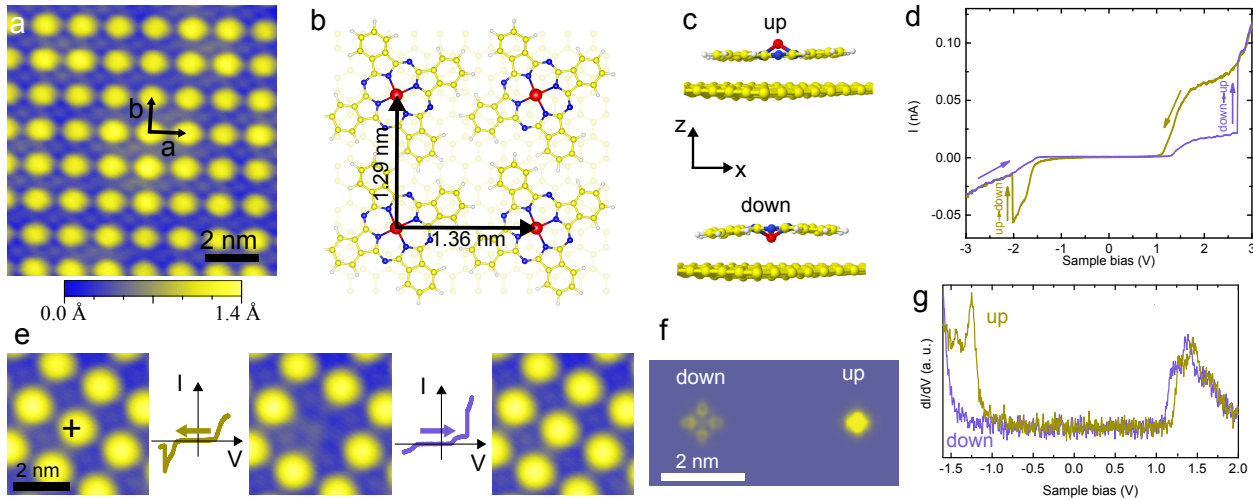 a
b
a
2 nm
0.0 Å
1.4 Å
b
1.29 nm
1.36 nm
c
up
z
x
down
d
I (nA)
0.10
0.05
0.00
-0.05
up→down
down→up
-3
-2
-1
0
1
2
3
Sample bias (V)
e
+
2 nm
I
V
I
V
f
down
up
2 nm
g
dI/dV (a. u.)
up
down
-1.5
-1.0
-0.5
0.0
0.5
1.0
1.5
2.0
Sample bias (V)